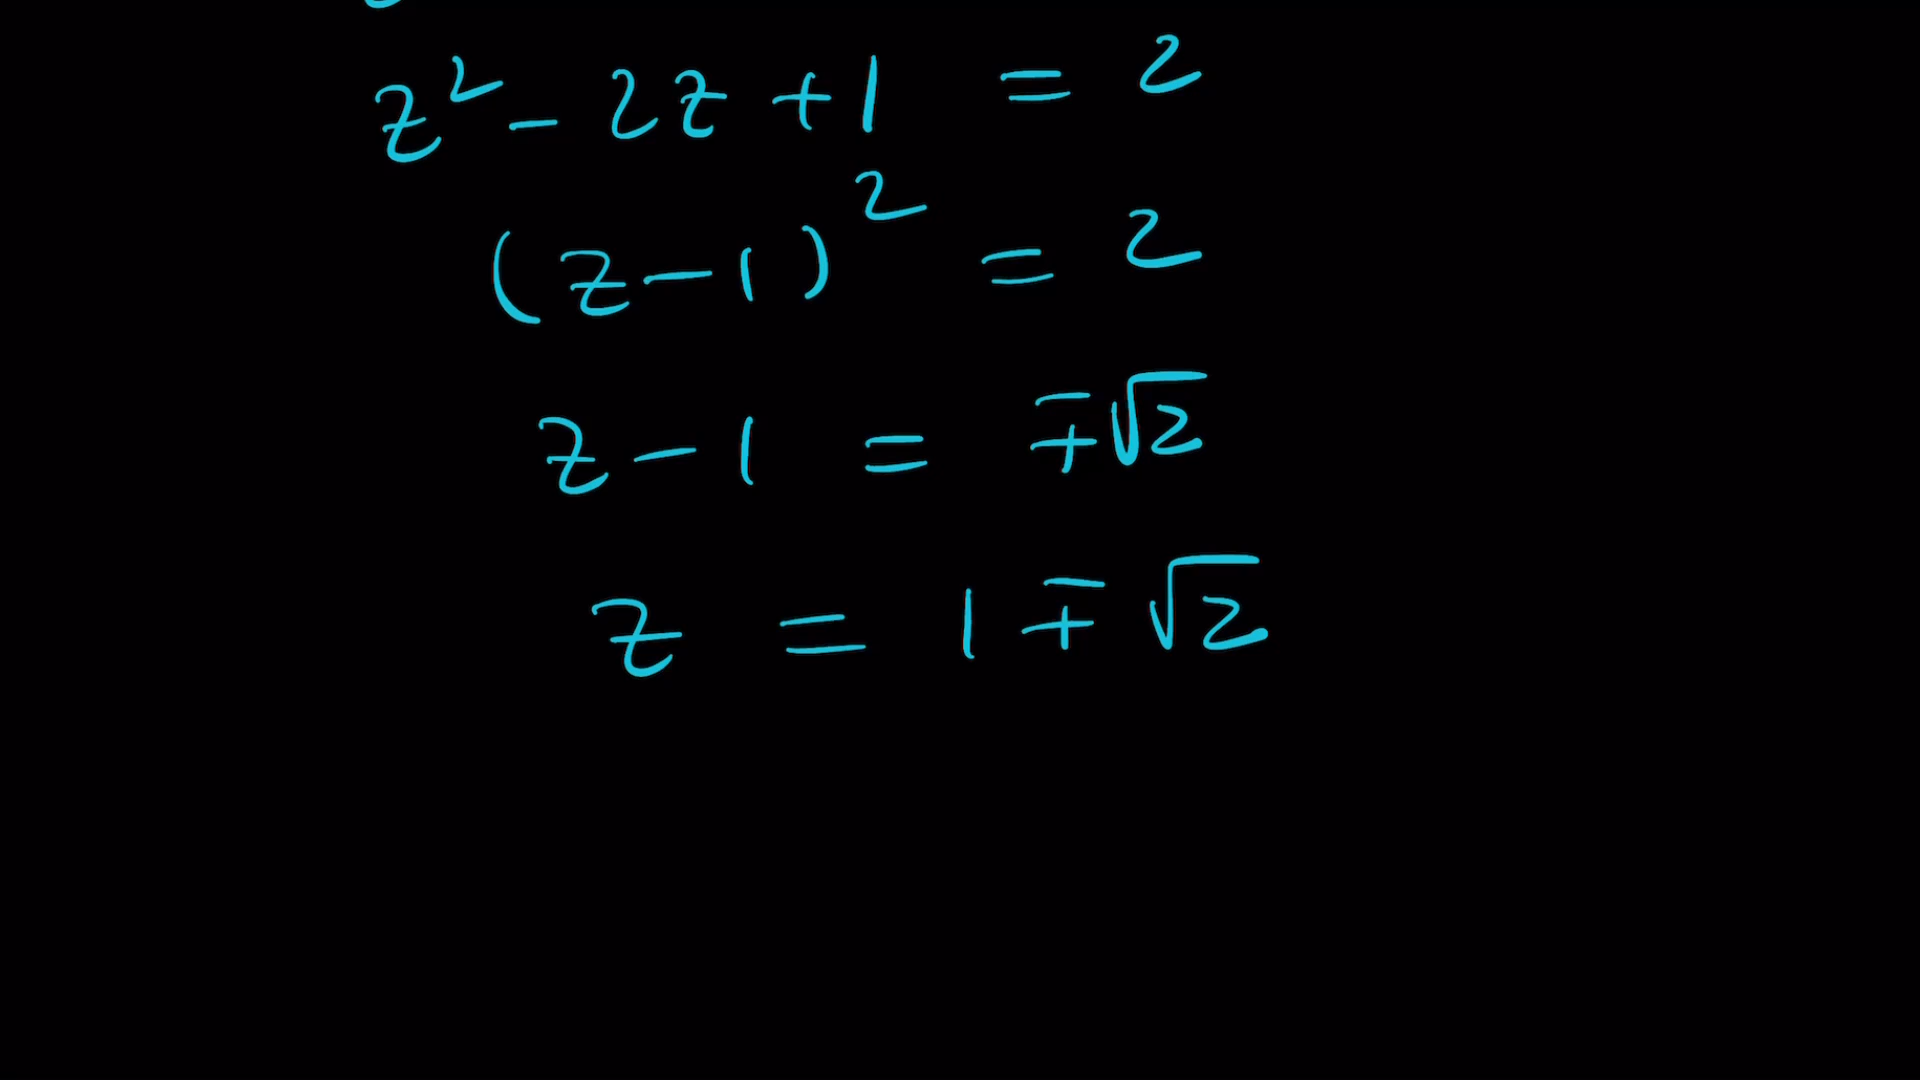 z² - 2z + 1 = 2
(z - 1)² = 2
z - 1 = ∓√2
z = 1 ∓ √2